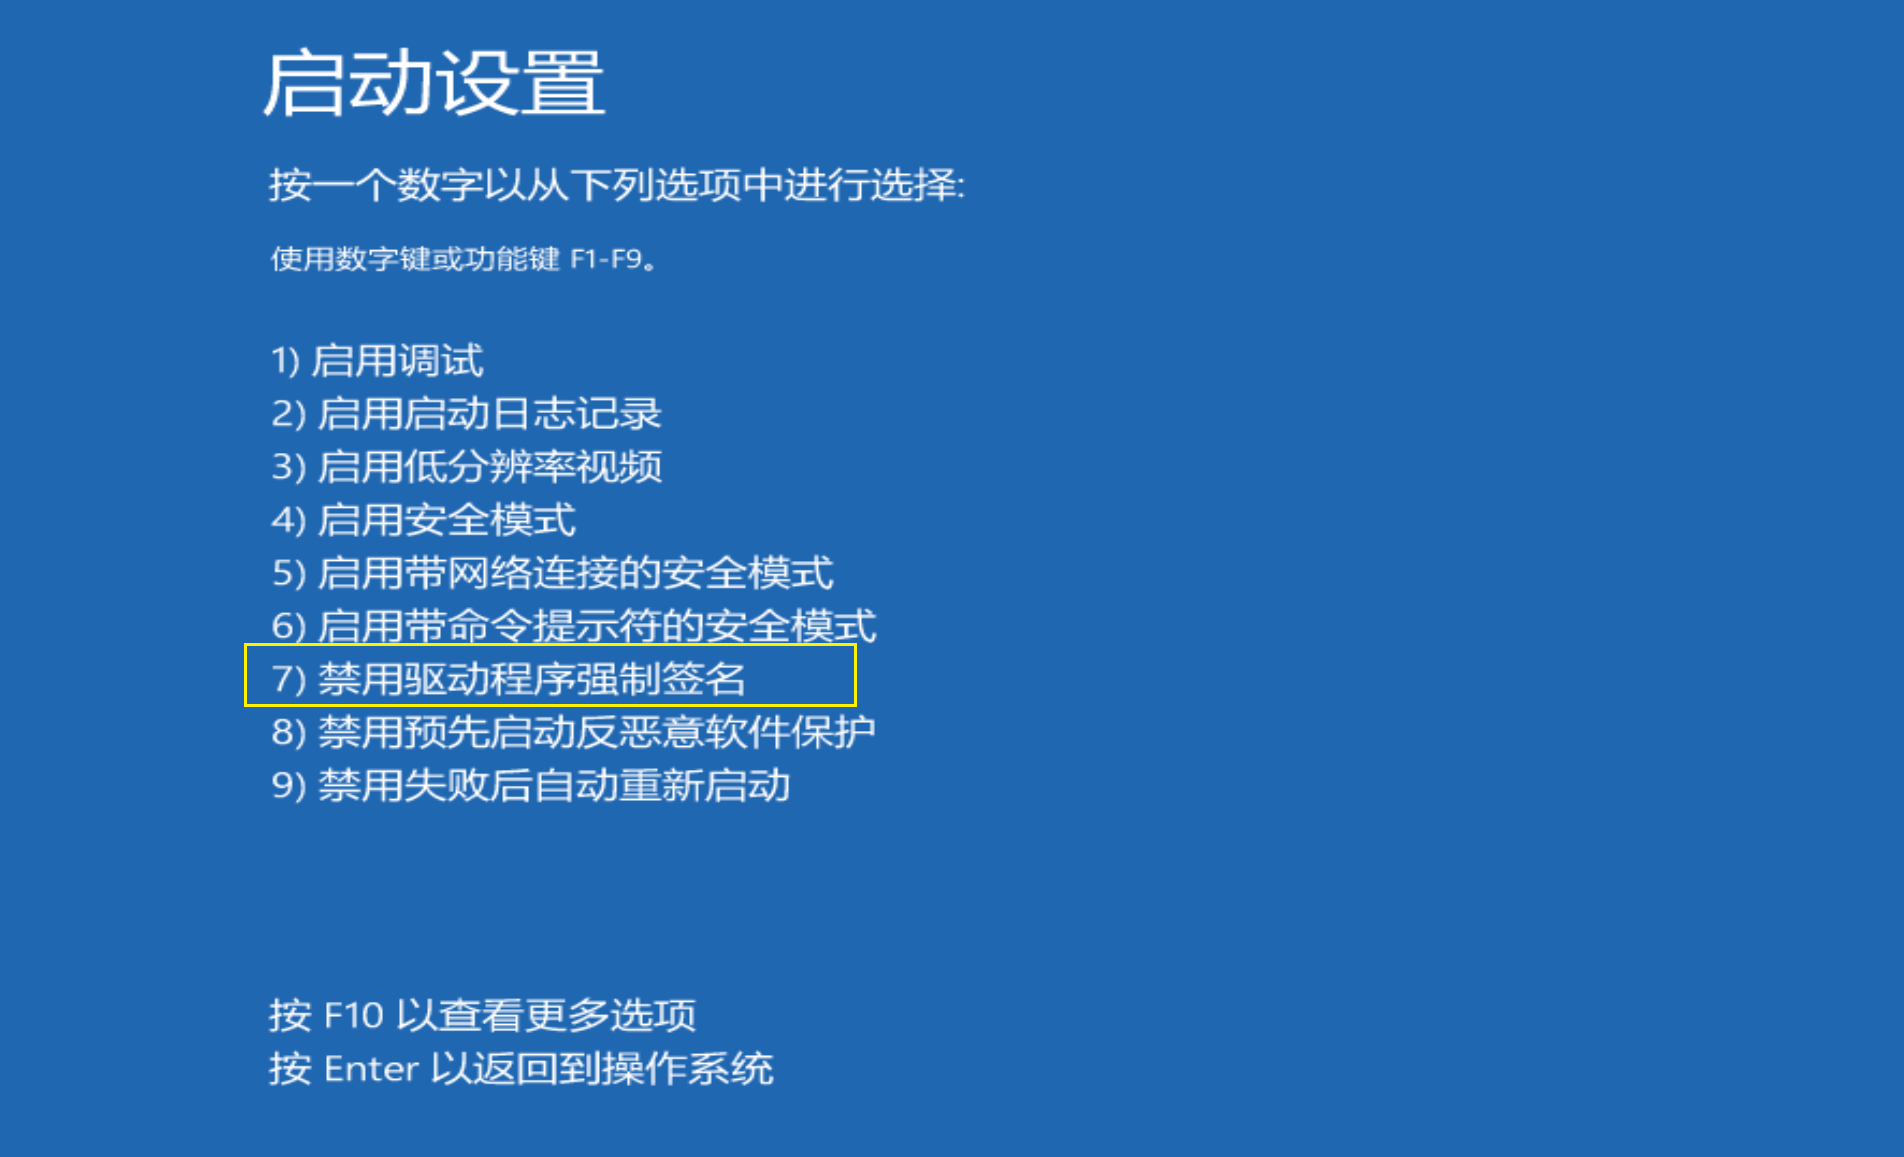 启动设置
按一个数字以从下列选项中进行选择:
使用数字键或功能键 F1-F9。
1) 启用调试
2) 启用启动日志记录
3) 启用低分辨率视频
4) 启用安全模式
5) 启用带网络连接的安全模式
6) 启用带命令提示符的安全模式
7) 禁用驱动程序强制签名
8) 禁用预先启动反恶意软件保护
9) 禁用失败后自动重新启动
按 F10 以查看更多选项
按 Enter 以返回到操作系统